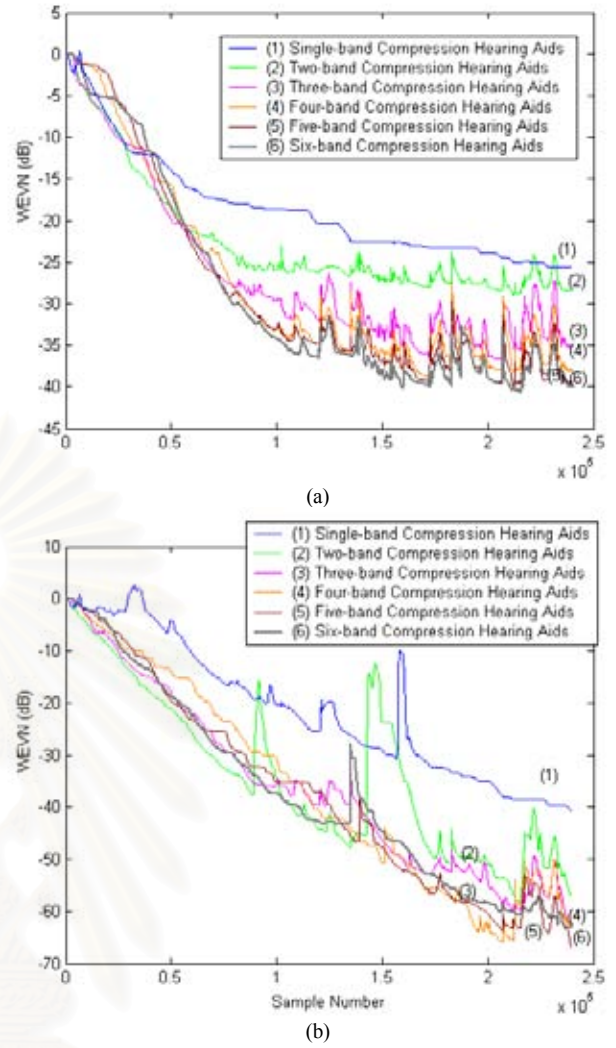 5
0
-5
-10
-15
-20
-25
-30
-35
-40
-45
WEVN (dB)
(1) Single-band Compression Hearing Aids
(2) Two-band Compression Hearing Aids
(3) Three-band Compression Hearing Aids
(4) Four-band Compression Hearing Aids
(5) Five-band Compression Hearing Aids
(6) Six-band Compression Hearing Aids
(1)
(2)
(3)
(4)
(5)
(6)
0 0.5 1 1.5 2 2.5
(a)
10
0
-10
-20
-30
-40
-50
-60
-70
WEVN (dB)
(1) Single-band Compression Hearing Aids
(2) Two-band Compression Hearing Aids
(3) Three-band Compression Hearing Aids
(4) Four-band Compression Hearing Aids
(5) Five-band Compression Hearing Aids
(6) Six-band Compression Hearing Aids
(1)
(2)
(3)
(4)
(5)
(6)
0 0.5 1 1.5 2 2.5
Sample Number
(b)